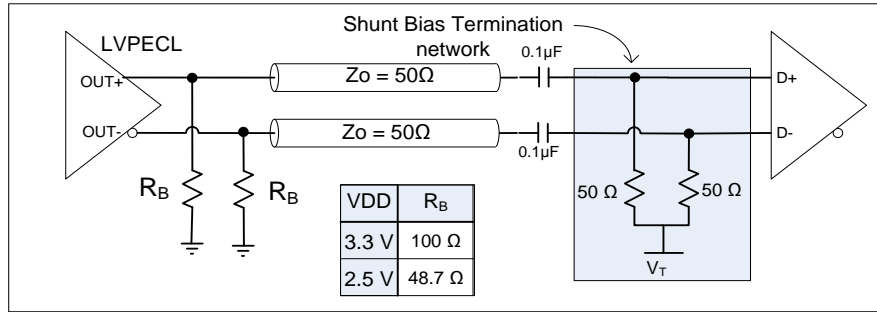 Shunt Bias Termination
network
LVPECL
0.1µF
OUT+
Zo = 50Ω
D+
OUT-
Zo = 50Ω
D-
0.1µF
RB
RB
50 Ω
50 Ω
VDD RB
3.3 V 100 Ω
2.5 V 48.7 Ω
VT